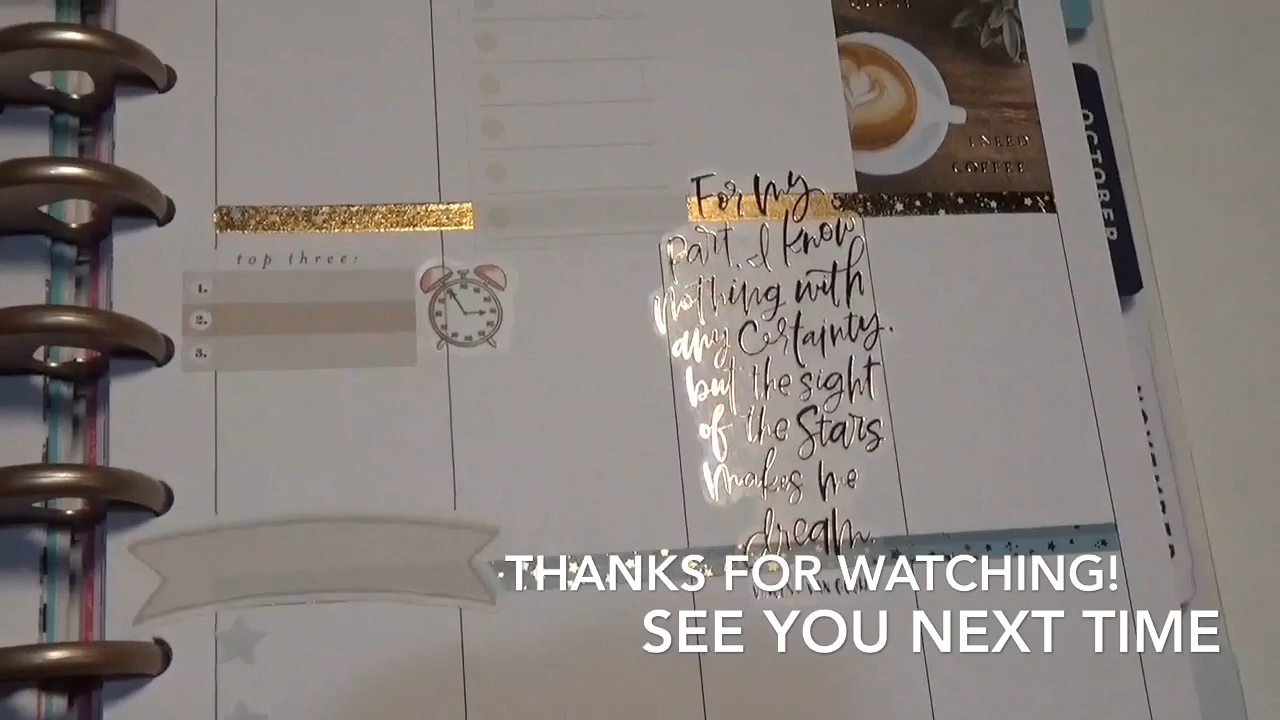 I NEED
COFFEE
OCTOBER
top three:
1.
2.
3.
For my
part, I know
nothing with
any Certainty.
but the sight
of the Stars
makes me
dream.
NOVEMBER
THANKS FOR WATCHING!
SEE YOU NEXT TIME